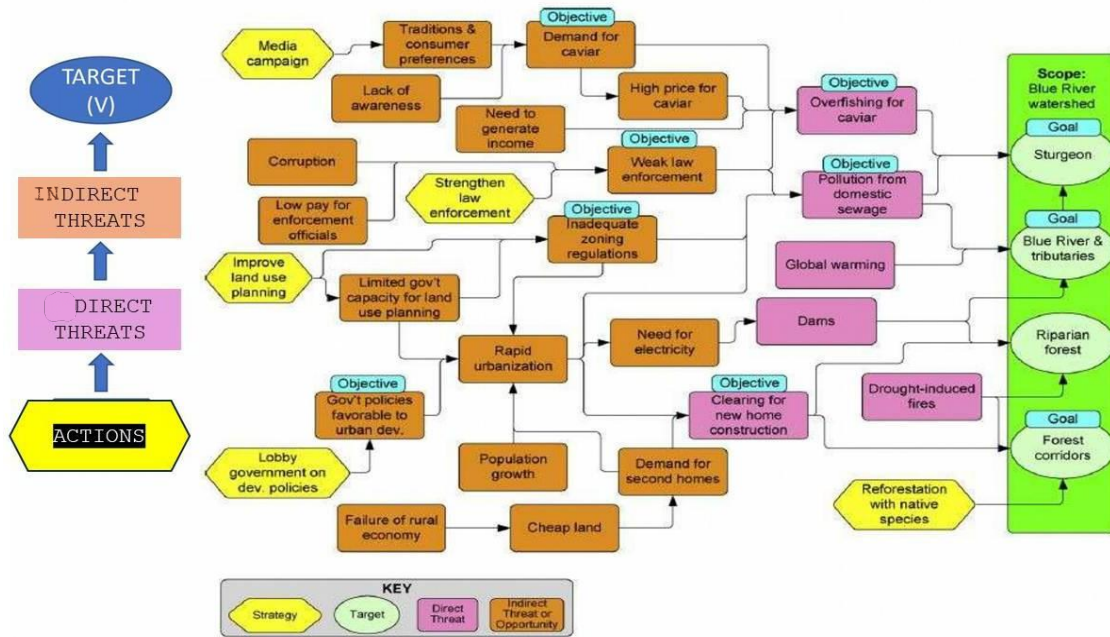 TARGET
(V)
INDIRECT
THREATS
DIRECT
THREATS
ACTIONS
Media
campaign
Traditions &
consumer
preferences
Objective
Demand for
caviar
Lack of
awareness
High price for
caviar
Need to
generate
income
Objective
Overfishing for
caviar
Corruption
Objective
Weak law
enforcement
Strengthen
law
enforcement
Low pay for
enforcement
officials
Objective
Pollution from
domestic
sewage
Objective
Inadequate
zoning
regulations
Improve
land use
planning
Limited gov't
capacity for land
use planning
Global warming
Rapid
urbanization
Need for
electricity
Dams
Objective
Gov't policies
favorable to
urban dev.
Objective
Clearing for
new home
construction
Drought-induced
fires
Lobby
government on
dev. policies
Population
growth
Demand for
second homes
Failure of rural
economy
Cheap land
Reforestation
with native
species
Scope:
Blue River
watershed
Goal
Sturgeon
Goal
Blue River &
tributaries
Riparian
forest
Goal
Forest
corridors
KEY
Strategy
Target
Direct
Threat
Indirect
Threat or
Opportunity